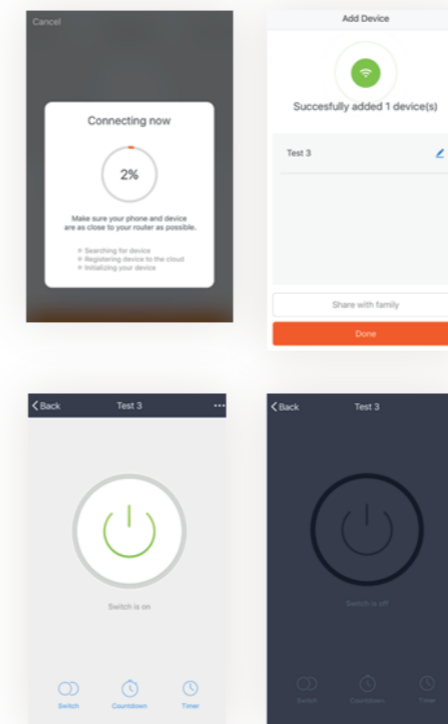 Cancel
Connecting now
2%
Make sure your phone and device
are as close to your router as possible.
Searching for device
Registering device to the cloud
Initializing your device
Add Device
Succesfully added 1 device(s)
Test 3
Share with family
Done
Back
Test 3
Switch is on
Switch
Countdown
Timer
Back
Test 3
Switch is off
Switch
Countdown
Timer